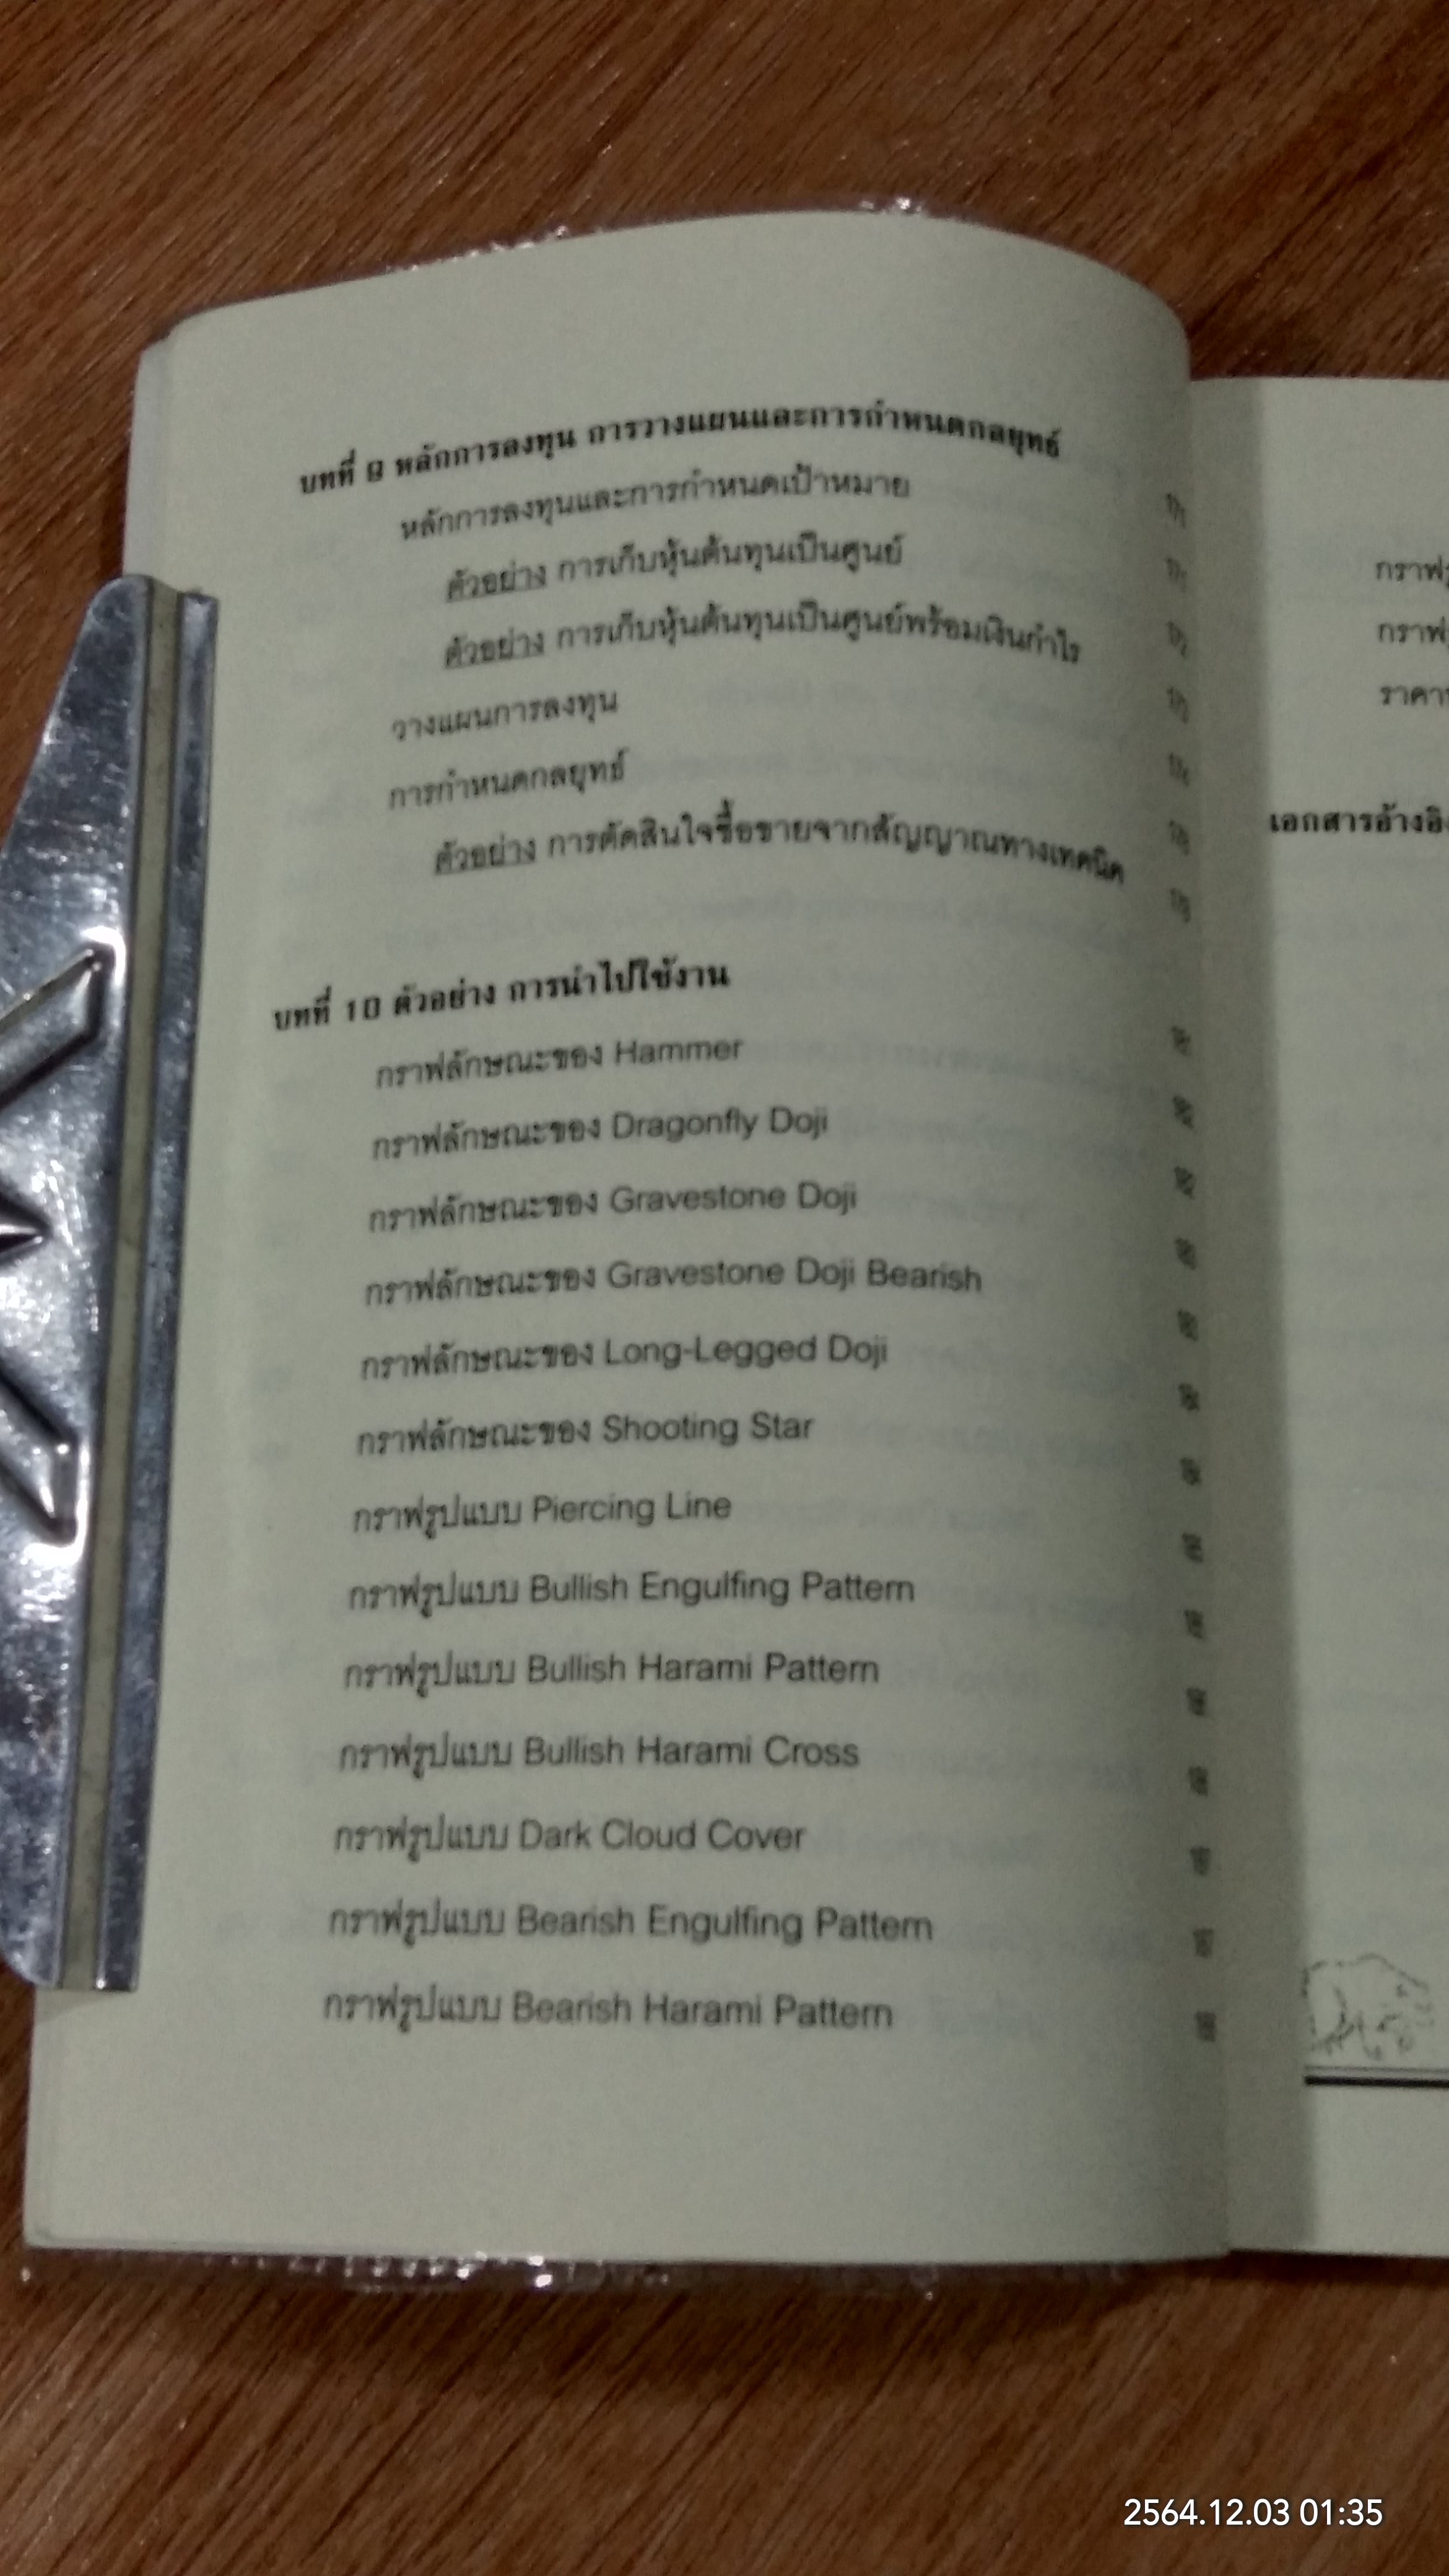 บทที่ 9 หลักการลงทุน การวางแผนและการกำหนดกลยุทธ์
หลักการลงทุนและการกำหนดเป้าหมาย
ตัวอย่าง การเก็บหุ้นต้นทุนเป็นศูนย์
ตัวอย่าง การเก็บหุ้นต้นทุนเป็นศูนย์พร้อมเงินกำไร
วางแผนการลงทุน
การกำหนดกลยุทธ์
ตัวอย่าง การตัดสินใจซื้อขายจากสัญญาณทางเทคนิค
บทที่ 10 ตัวอย่าง การนำไปใช้งาน
กราฟลักษณะของ Hammer
กราฟลักษณะของ Dragonfly Doji
กราฟลักษณะของ Gravestone Doji
กราฟลักษณะของ Gravestone Doji Bearish
กราฟลักษณะของ Long-Legged Doji
กราฟลักษณะของ Shooting Star
กราฟรูปแบบ Piercing Line
กราฟรูปแบบ Bullish Engulfing Pattern
กราฟรูปแบบ Bullish Harami Pattern
กราฟรูปแบบ Bullish Harami Cross
กราฟรูปแบบ Dark Cloud Cover
กราฟรูปแบบ Bearish Engulfing Pattern
กราฟรูปแบบ Bearish Harami Pattern
2564.12.03 01:35